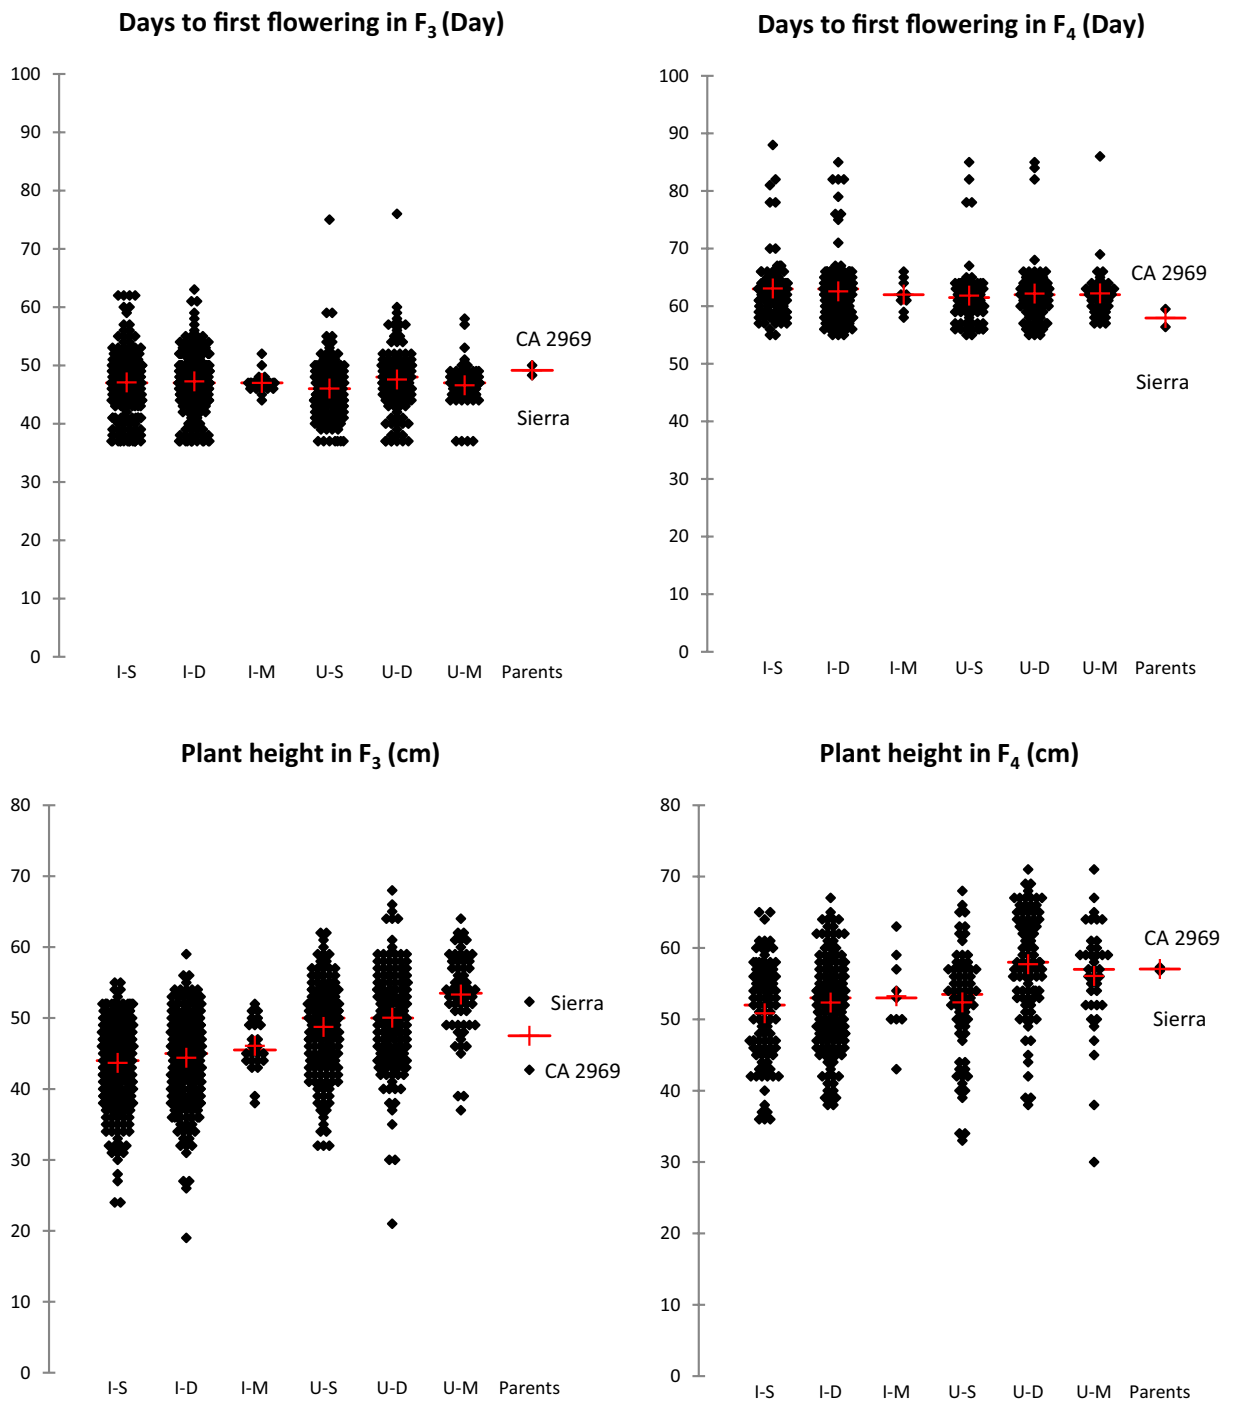 Days to first flowering in F3 (Day)
100
90
80
70
60
50
40
30
20
10
0
CA 2969
Sierra
I-S I-D I-M U-S U-D U-M Parents
Days to first flowering in F4 (Day)
100
90
80
70
60
50
40
30
20
10
0
CA 2969
Sierra
I-S I-D I-M U-S U-D U-M Parents
Plant height in F3 (cm)
80
70
60
50
40
30
20
10
0
Sierra
CA 2969
I-S I-D I-M U-S U-D U-M Parents
Plant height in F4 (cm)
80
70
60
50
40
30
20
10
0
CA 2969
Sierra
I-S I-D I-M U-S U-D U-M Parents